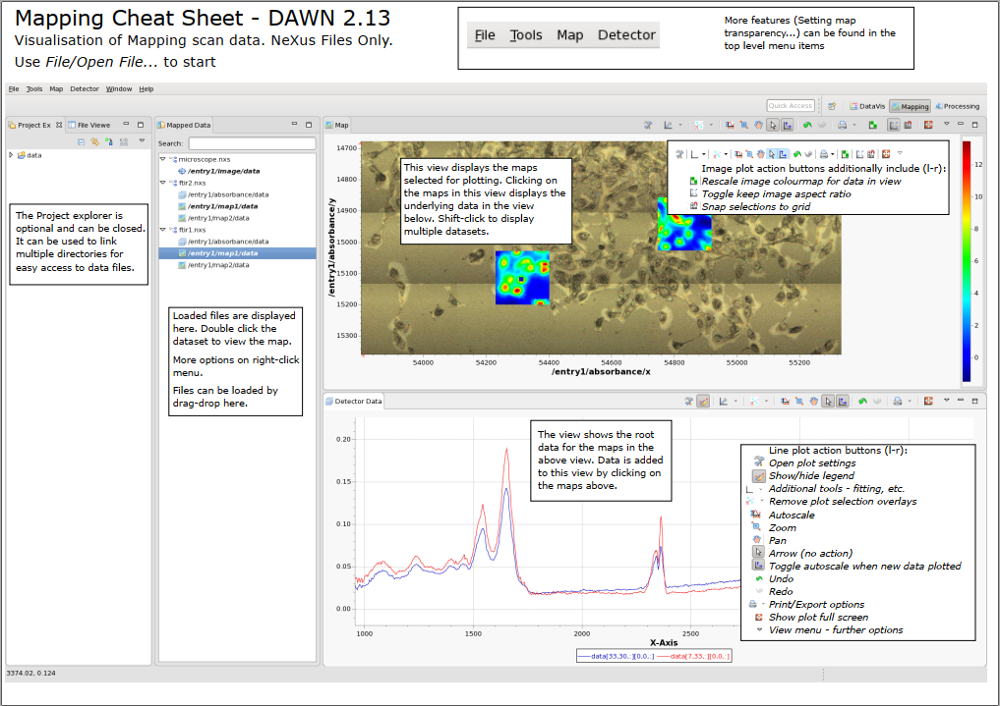 Mapping Cheat Sheet - DAWN 2.13
Visualisation of Mapping scan data. NeXus Files Only.
Use File/Open File... to start
File Tools Map Detector
More features (Setting map
transparency...) can be found in the
top level menu items
File Tools Map Detector Window Help
Quick Access
DataVis
Mapping
Processing
Project Ex
File Viewe
data
The Project explorer is
optional and can be closed.
It can be used to link
multiple directories for
easy access to data files.
Mapped Data
Search:
microscope.nxs
/entry1/image/data
ftir2.nxs
/entry1/absorbance/data
/entry1/map1/data
/entry1/map2/data
ftir1.nxs
/entry1/absorbance/data
/entry1/map1/data
/entry1/map2/data
Loaded files are displayed
here. Double click the
dataset to view the map.
More options on right-click
menu.
Files can be loaded by
drag-drop here.
Map
14700
14800
14900
15000
15100
15200
15300
/entry1/absorbance/y
54000
54200
54400
54600
54800
55000
55200
/entry1/absorbance/x
This view displays the maps
selected for plotting. Clicking on
the maps in this view displays the
underlying data in the view
below. Shift-click to display
multiple datasets.
Image plot action buttons additionally include (l-r):
Rescale image colourmap for data in view
Toggle keep image aspect ratio
Snap selections to grid
12
10
8
6
4
2
0
Detector Data
The view shows the root
data for the maps in the
above view. Data is added
to this view by clicking on
the maps above.
0.20
0.15
0.10
0.05
0.00
1000
1500
2000
2500
X-Axis
data[33,30,:][0,0,:]
data[7,33,:][0,0,:]
Line plot action buttons (l-r):
Open plot settings
Show/hide legend
Additional tools - fitting, etc.
Remove plot selection overlays
Autoscale
Zoom
Pan
Arrow (no action)
Toggle autoscale when new data plotted
Undo
Redo
Print/Export options
Show plot full screen
View menu - further options
3374.02, 0.124